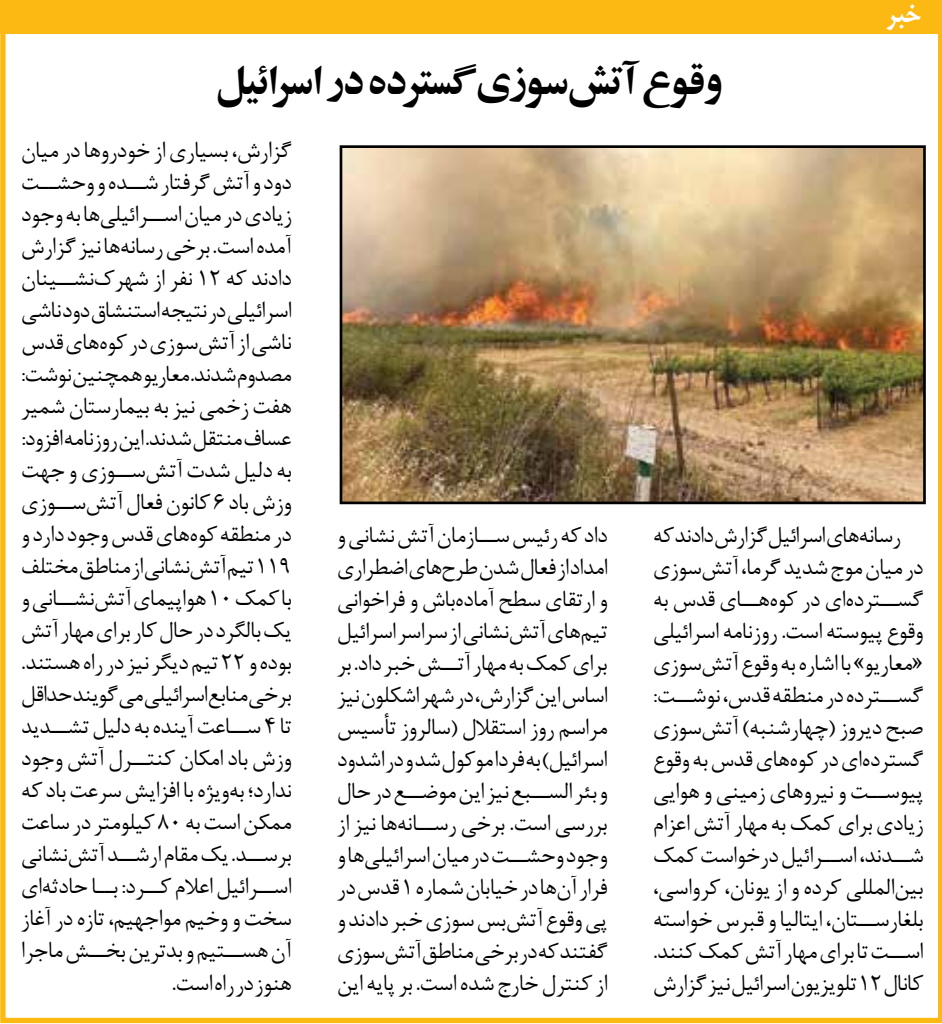 خبر
وقوع آتش‌سوزی گسترده در اسرائیل
رسانه‌های اسرائیل گزارش دادند که
در میان موج شدید گرما، آتش‌سوزی
گسترده‌ای در کوه‌های قدس به
وقوع پیوسته است. روزنامه اسرائیلی
«معاریو» با اشاره به وقوع آتش‌سوزی
گسترده در منطقه قدس، نوشت:
صبح دیروز (چهارشنبه) آتش‌سوزی
گسترده‌ای در کوه‌های قدس به وقوع
پیوست و نیروهای زمینی و هوایی
زیادی برای کمک به مهار آتش اعزام
شدند، اسرائیل درخواست کمک
بین‌المللی کرده و از یونان، کرواسی،
بلغارستان، ایتالیا و قبرس خواسته
است تا برای مهار آتش کمک کنند.
کانال ۱۲ تلویزیون اسرائیل نیز گزارش
داد که رئیس سازمان آتش نشانی و
امداد از فعال شدن طرح‌های اضطراری
و ارتقای سطح آماده‌باش و فراخوانی
تیم‌های آتش‌نشانی از سراسر اسرائیل
برای کمک به مهار آتش خبر داد. بر
اساس این گزارش، در شهر اشکلون نیز
مراسم روز استقلال (سالروز تأسیس
اسرائیل) به فردا موکول شد و در اشدود
و بئر السبع نیز این موضع در حال
بررسی است. برخی رسانه‌ها نیز از
وجود وحشت در میان اسرائیلی‌ها و
فرار آن‌ها در خیابان شماره ۱ قدس در
پی وقوع آتش‌بس سوزی خبر دادند و
گفتند که در برخی مناطق آتش‌سوزی
از کنترل خارج شده است. بر پایه این
گزارش، بسیاری از خودروها در میان
دود و آتش گرفتار شده و وحشت
زیادی در میان اسرائیلی‌ها به وجود
آمده است. برخی رسانه‌ها نیز گزارش
دادند که ۱۲ نفر از شهرک‌نشینان
اسرائیلی در نتیجه استنشاق دود ناشی
ناشی از آتش‌سوزی در کوه‌های قدس
مصدوم شدند. معاریو همچنین نوشت:
هفت زخمی نیز به بیمارستان شمیر
عساف منتقل شدند. این روزنامه افزود:
به دلیل شدت آتش‌سوزی و جهت
وزش باد ۶ کانون فعال آتش‌سوزی
در منطقه کوه‌های قدس وجود دارد و
۱۱۹ تیم آتش‌نشانی از مناطق مختلف
با کمک ۱۰ هواپیمای آتش‌نشانی و
یک بالگرد در حال کار برای مهار آتش
بوده و ۲۲ تیم دیگر نیز در راه هستند.
برخی منابع اسرائیلی می گویند حداقل
تا ۴ ساعت آینده به دلیل تشدید
وزش باد امکان کنترل آتش وجود
ندارد؛ به‌ویژه با افزایش سرعت باد که
ممکن است به ۸۰ کیلومتر در ساعت
برسد. یک مقام ارشد آتش‌نشانی
اسرائیل اعلام کرد: با حادثه‌ای
سخت و وخیم مواجهیم، تازه در آغاز
آن هستیم و بدترین بخش ماجرا
هنوز در راه است.